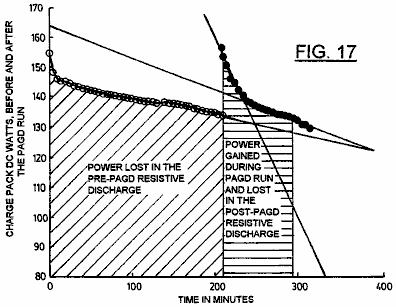 FIG. 17
CHARGE PACK DC WATTS, BEFORE AND AFTER
THE PAGD RUN
170
160
150
140
130
120
110
100
90
80
POWER LOST IN THE
PRE-PAGD RESISTIVE
DISCHARGE
POWER
GAINED
DURING
PAGD RUN
AND LOST
IN THE
POST-PAGD
RESISTIVE
DISCHARGE
0
100
200
300
400
TIME IN MINUTES